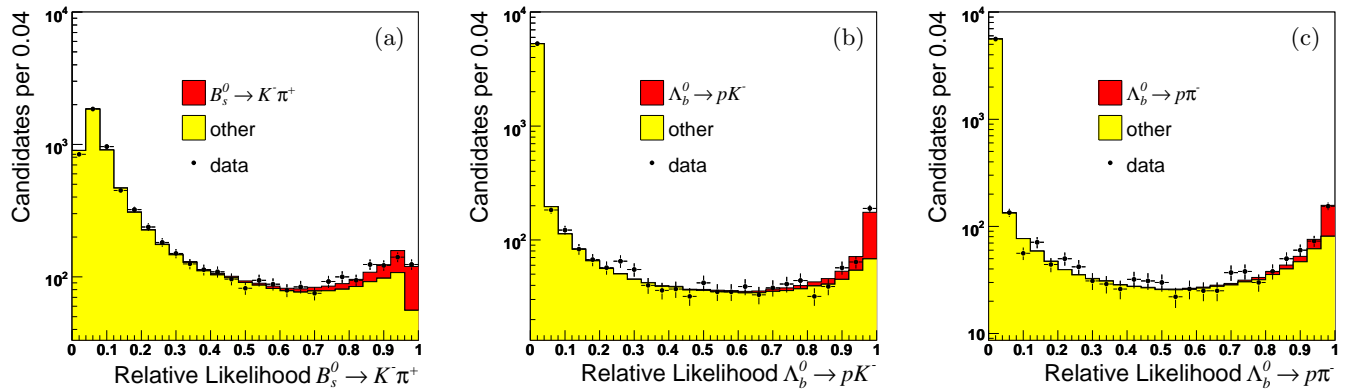 Candidates per 0.04
10⁴
10³
10²
(a)
B⁰ₛ → K⁻π⁺
other
data
0 0.1 0.2 0.3 0.4 0.5 0.6 0.7 0.8 0.9 1
Relative Likelihood B⁰ₛ → K⁻π⁺
Candidates per 0.04
10⁴
10³
10²
(b)
Λ⁰_b → pK⁻
other
data
0 0.1 0.2 0.3 0.4 0.5 0.6 0.7 0.8 0.9 1
Relative Likelihood Λ⁰_b → pK⁻
Candidates per 0.04
10⁴
10³
10²
10
(c)
Λ⁰_b → pπ⁻
other
data
0 0.1 0.2 0.3 0.4 0.5 0.6 0.7 0.8 0.9 1
Relative Likelihood Λ⁰_b → pπ⁻